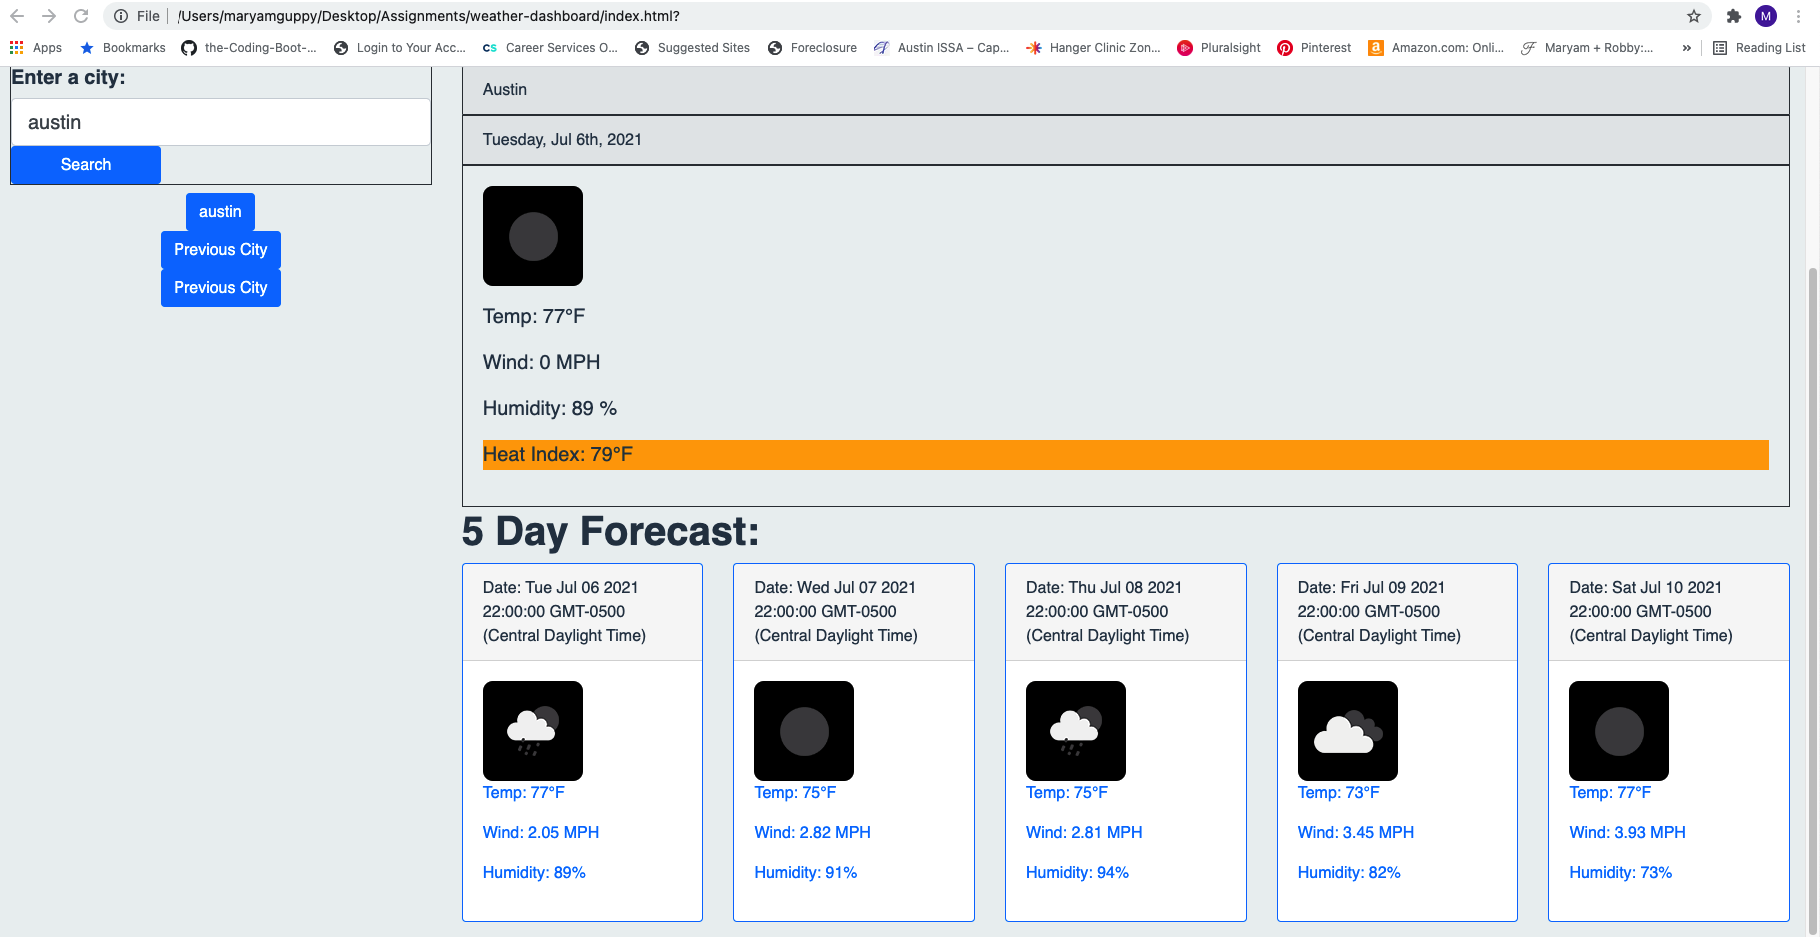 File
/Users/maryamguppy/Desktop/Assignments/weather-dashboard/index.html?
M
Apps
Bookmarks
the-Coding-Boot-...
Login to Your Acc...
CS
Career Services O...
Suggested Sites
Foreclosure
Austin ISSA – Cap...
Hanger Clinic Zon...
Pluralsight
Pinterest
a
Amazon.com: Onli...
Maryam + Robby:...
»
Reading List
Enter a city:
austin
Search
austin
Previous City
Previous City
Austin
Tuesday, Jul 6th, 2021
Temp: 77°F
Wind: 0 MPH
Humidity: 89 %
Heat Index: 79°F
5 Day Forecast:
Date: Tue Jul 06 2021
22:00:00 GMT-0500
(Central Daylight Time)
Temp: 77°F
Wind: 2.05 MPH
Humidity: 89%
Date: Wed Jul 07 2021
22:00:00 GMT-0500
(Central Daylight Time)
Temp: 75°F
Wind: 2.82 MPH
Humidity: 91%
Date: Thu Jul 08 2021
22:00:00 GMT-0500
(Central Daylight Time)
Temp: 75°F
Wind: 2.81 MPH
Humidity: 94%
Date: Fri Jul 09 2021
22:00:00 GMT-0500
(Central Daylight Time)
Temp: 73°F
Wind: 3.45 MPH
Humidity: 82%
Date: Sat Jul 10 2021
22:00:00 GMT-0500
(Central Daylight Time)
Temp: 77°F
Wind: 3.93 MPH
Humidity: 73%